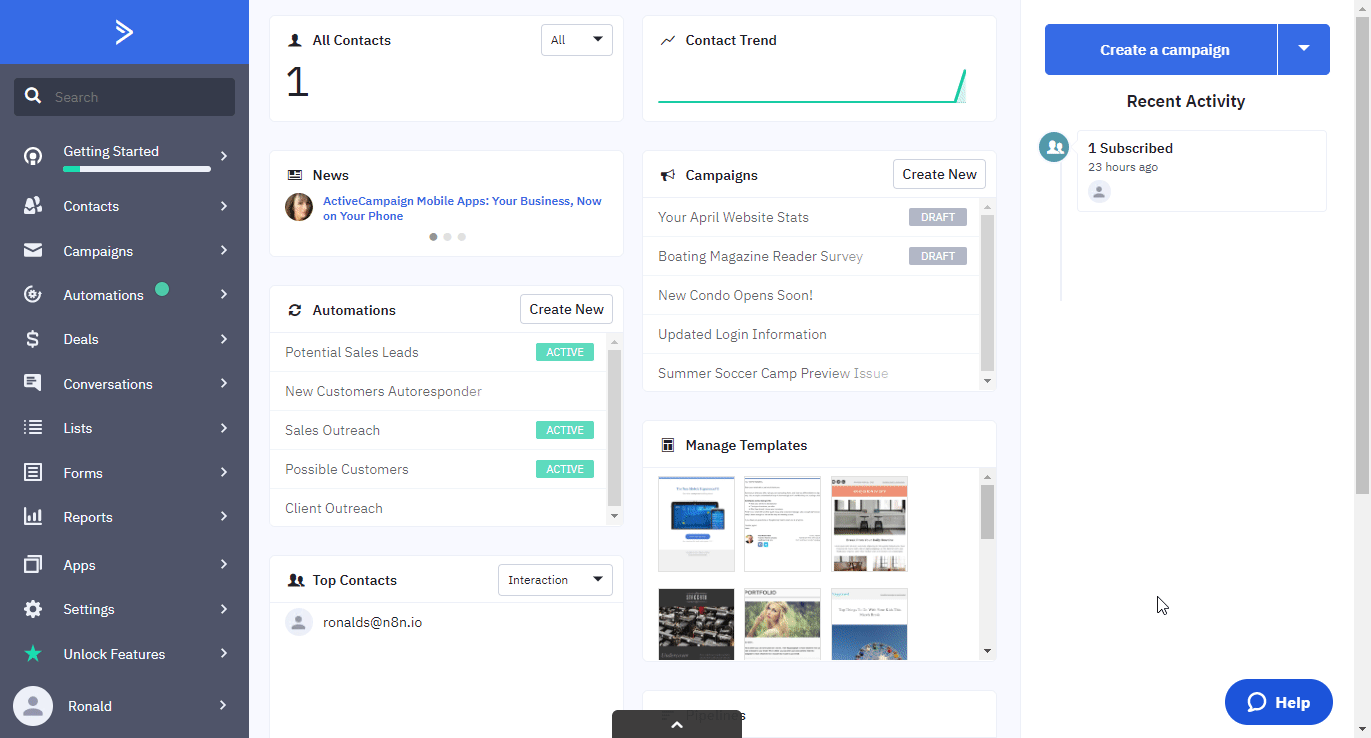 Search
Getting Started
Contacts
Campaigns
Automations
Deals
Conversations
Lists
Forms
Reports
Apps
Settings
Unlock Features
Ronald
All Contacts
All
1
News
ActiveCampaign Mobile Apps: Your Business, Now
on Your Phone
Automations
Create New
Potential Sales Leads
ACTIVE
New Customers Autoresponder
Sales Outreach
ACTIVE
Possible Customers
ACTIVE
Client Outreach
Top Contacts
Interaction
ronalds@n8n.io
Contact Trend
Campaigns
Create New
Your April Website Stats
DRAFT
Boating Magazine Reader Survey
DRAFT
New Condo Opens Soon!
Updated Login Information
Summer Soccer Camp Preview Issue
Manage Templates
PORTFOLIO
Pipelines
Create a campaign
Recent Activity
1 Subscribed
23 hours ago
Help